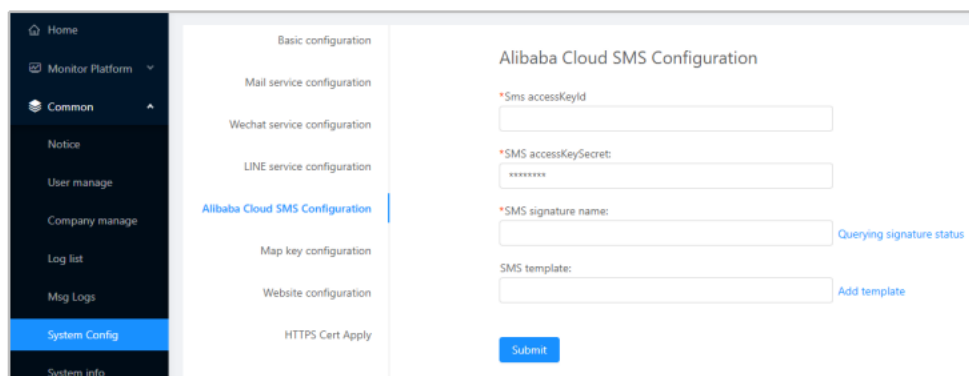 Home
Monitor Platform
Common
Notice
User manage
Company manage
Log list
Msg Logs
System Config
System info
Basic configuration
Mail service configuration
Wechat service configuration
LINE service configuration
Alibaba Cloud SMS Configuration
Map key configuration
Website configuration
HTTPS Cert Apply
Alibaba Cloud SMS Configuration
*Sms accessKeyId
*SMS accessKeySecret:
********
*SMS signature name:
Querying signature status
SMS template:
Add template
Submit